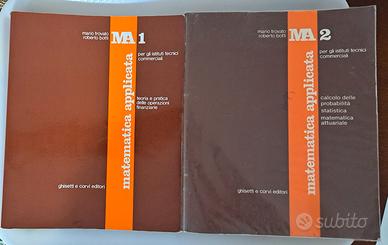 mario trovato
roberto botti
MA 1
per gli istituti tecnici
commerciali
matematica applicata
teoria e pratica
delle operazioni
finanziarie
ghisetti e corvi editori
mario trovato
roberto botti
MA 2
per gli istituti tecnici
commerciali
matematica applicata
calcolo delle
probabilità
statistica
matematica
attuariale
ghisetti e corvi editori
subito